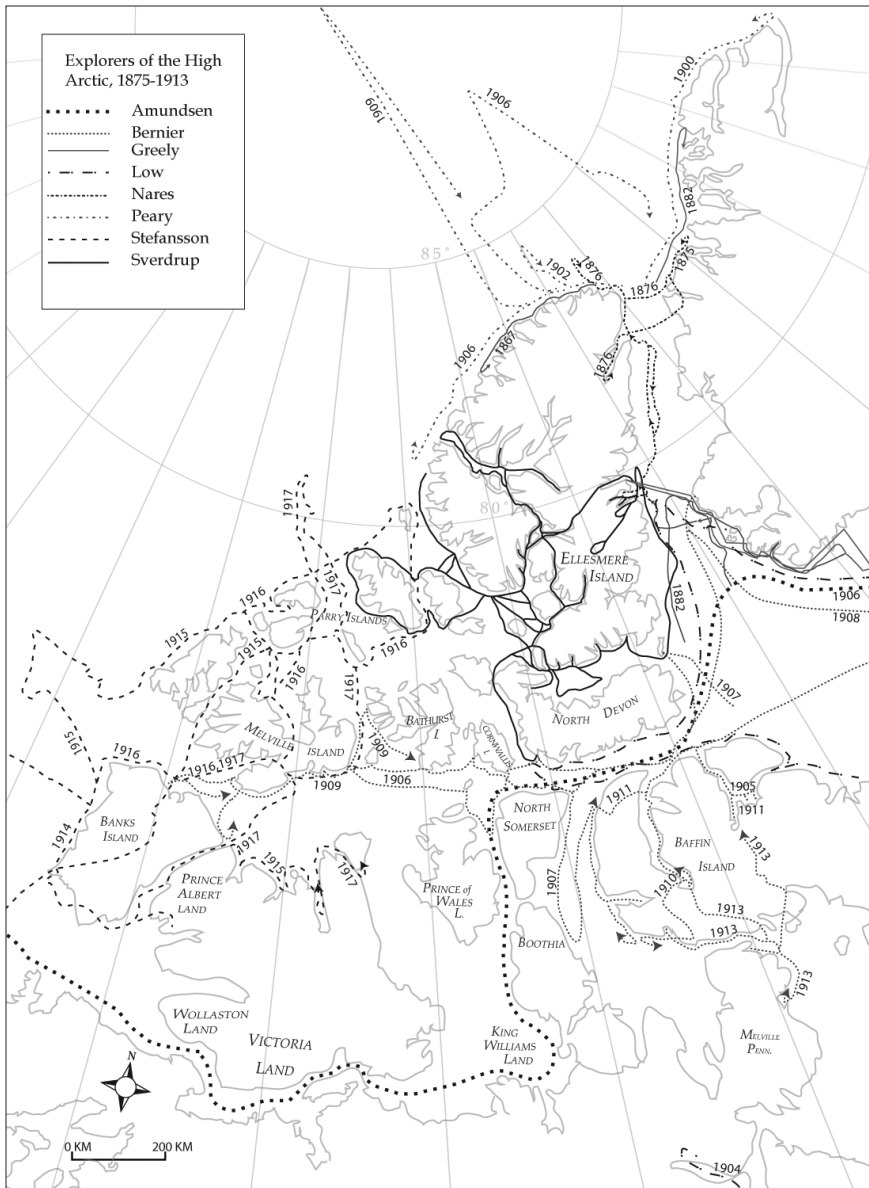 Explorers of the High
Arctic, 1875-1913
Amundsen
Bernier
Greely
Low
Nares
Peary
Stefansson
Sverdrup
1900
1909
1906
1882
85°
1902
1876
1876
1875
1906
1867
1876
1917
80°
ELLESMERE
ISLAND
1882
1906
1908
1916
1917
PARRY ISLANDS
1915
1915
1916
1916
1917
1907
NORTH DEVON
BATHURST
I.
CORNWALLIS
I.
MELVILLE ISLAND
1909
1915
1916
1916, 1917
1909
1906
1905
1911
1911
NORTH
SOMERSET
BANKS
ISLAND
1914
1917
1915
1917
BAFFIN
ISLAND
1913
PRINCE
ALBERT
LAND
PRINCE OF
WALES
L.
1907
1910
1913
1913
BOOTHIA
1913
WOLLASTON
LAND
VICTORIA
LAND
KING
WILLIAMS
LAND
MELVILLE
PENN.
N
0 KM
200 KM
1904